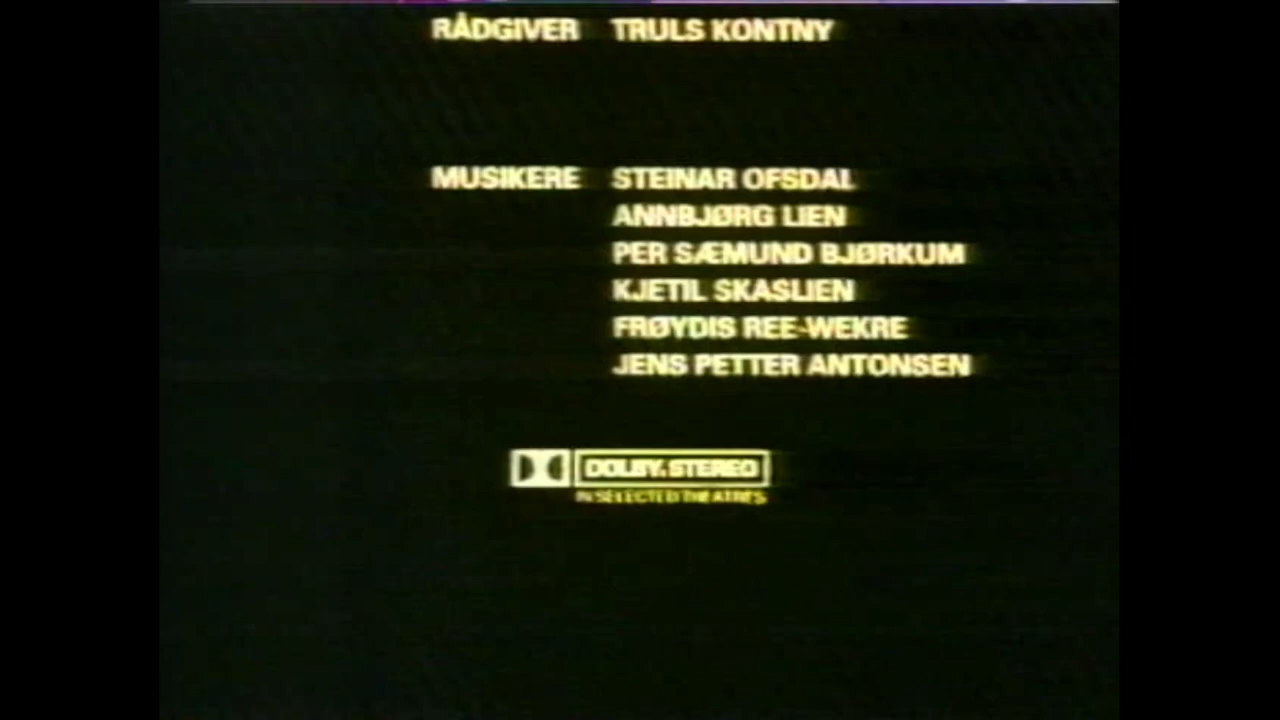 RÅDGIVER TRULS KONTNY
MUSIKERE STEINAR OFSDAL
ANNBJØRG LIEN
PER SÆMUND BJØRKUM
KJETIL SKASLIEN
FRØYDIS REE-WEKRE
JENS PETTER ANTONSEN
DOLBY STEREO
IN SELECTED THEATRES